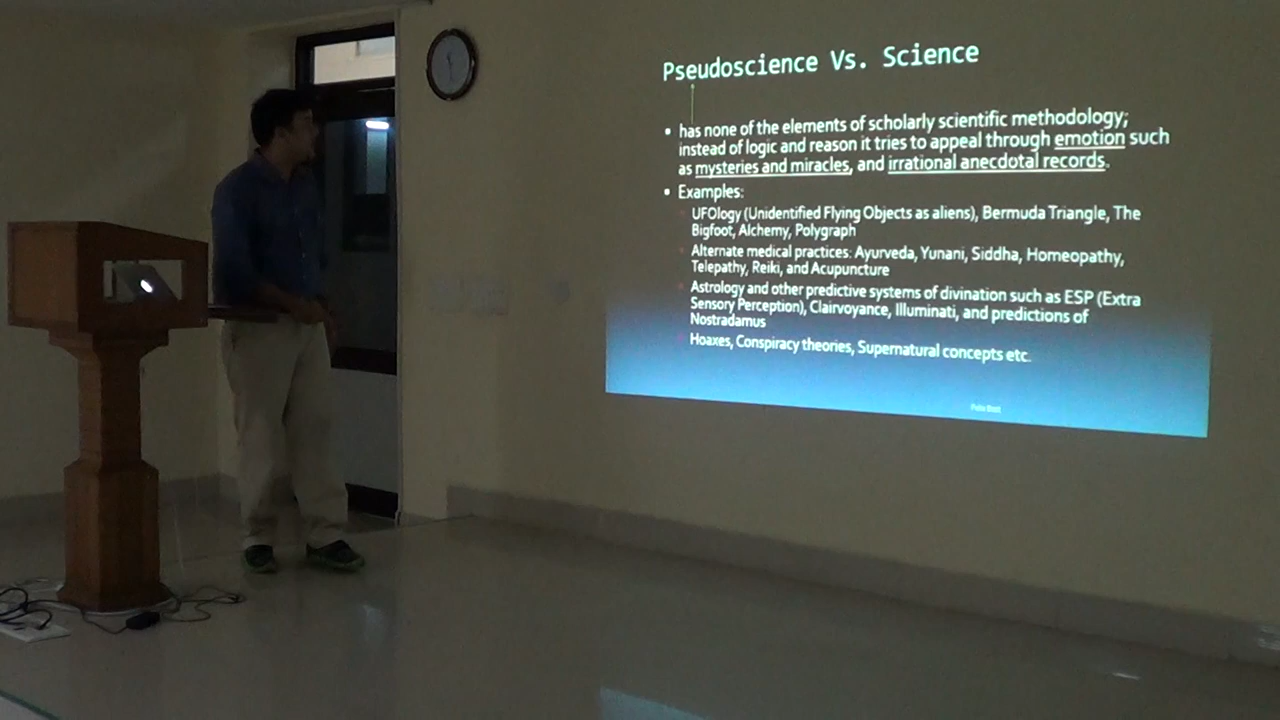 Pseudoscience Vs. Science
• has none of the elements of scholarly scientific methodology;
instead of logic and reason it tries to appeal through emotion such
as mysteries and miracles, and irrational anecdotal records.
• Examples:
UFOlogy (Unidentified Flying Objects as aliens), Bermuda Triangle, The
Bigfoot, Alchemy, Polygraph
Alternate medical practices: Ayurveda, Yunani, Siddha, Homeopathy,
Telepathy, Reiki, and Acupuncture
Astrology and other predictive systems of divination such as ESP (Extra
Sensory Perception), Clairvoyance, Illuminati, and predictions of
Nostradamus
Hoaxes, Conspiracy theories, Supernatural concepts etc.